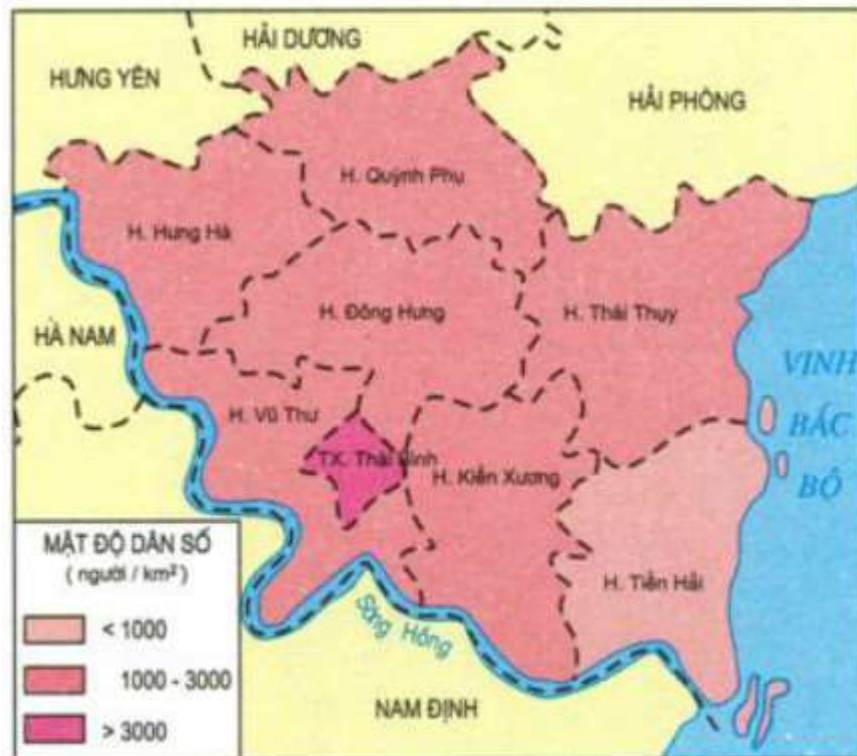 HẢI DƯƠNG
HƯNG YÊN
HẢI PHÒNG
H. Quỳnh Phụ
H. Hưng Hà
H. Đông Hưng
H. Thái Thụy
HÀ NAM
VỊNH
BẮC
BỘ
H. Vũ Thư
TX. Thái Bình
H. Kiến Xương
H. Tiền Hải
Sông Hồng
NAM ĐỊNH
MẬT ĐỘ DÂN SỐ
( người / km²)
< 1000
1000 - 3000
> 3000